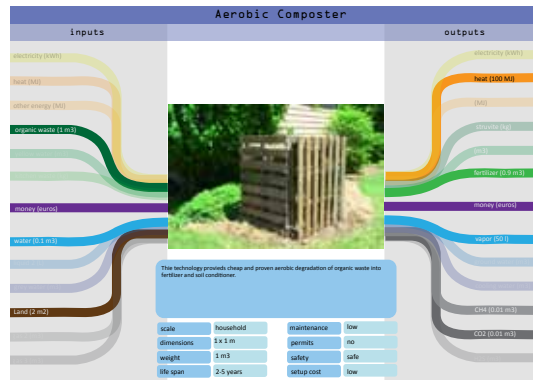 Aerobic Composter
inputs
outputs
electricity (kWh)
heat (MJ)
other energy (MJ)
organic waste (1 m3)
money (euros)
water (0.1 m3)
Land (2 m2)
electricity (kWh)
heat (100 MJ)
(MJ)
struvite (kg)
(m3)
fertilizer (0.9 m3)
money (euros)
vapor (50 l)
CH4 (0.01 m3)
CO2 (0.01 m3)
This technology provieds cheap and proven aerobic degradation of organic waste into
fertilizer and soil conditioner.
scale household
dimensions 1 x 1 m
weight 1 m3
life span 2-5 years
maintenance low
permits no
safety safe
setup cost low